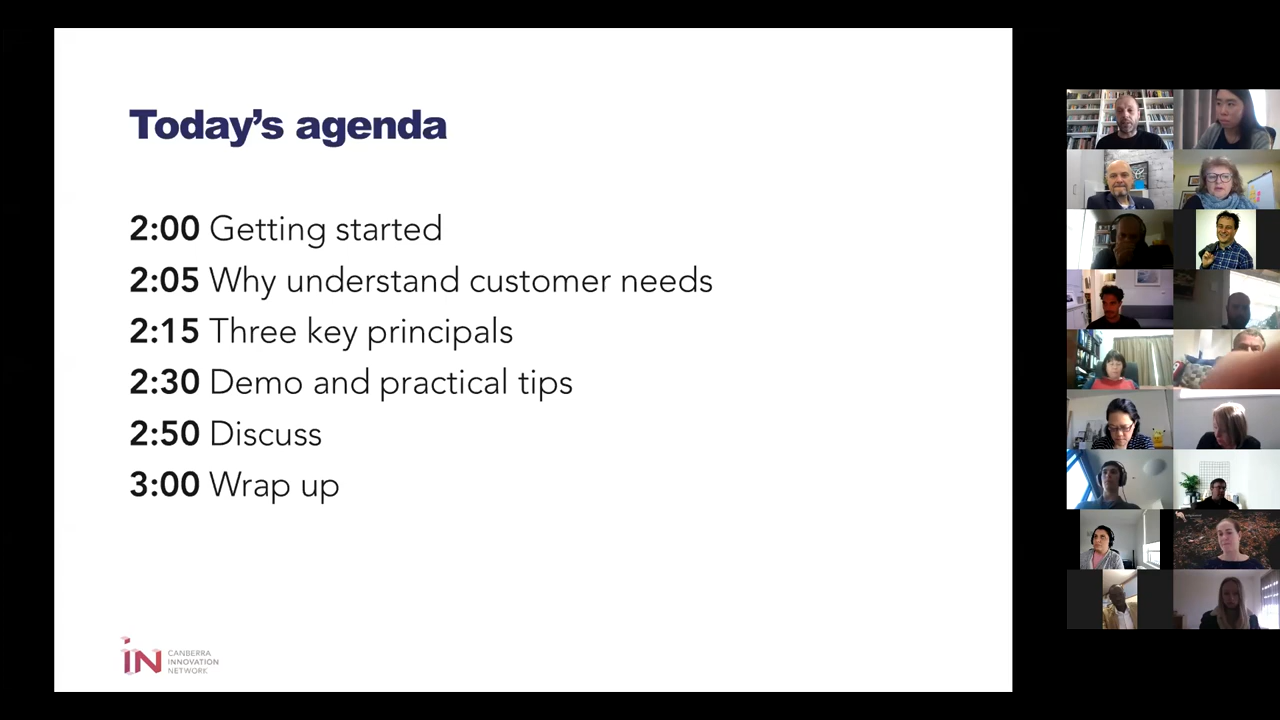 Today's agenda
2:00 Getting started
2:05 Why understand customer needs
2:15 Three key principals
2:30 Demo and practical tips
2:50 Discuss
3:00 Wrap up
iN
CANBERRA
INNOVATION
NETWORK